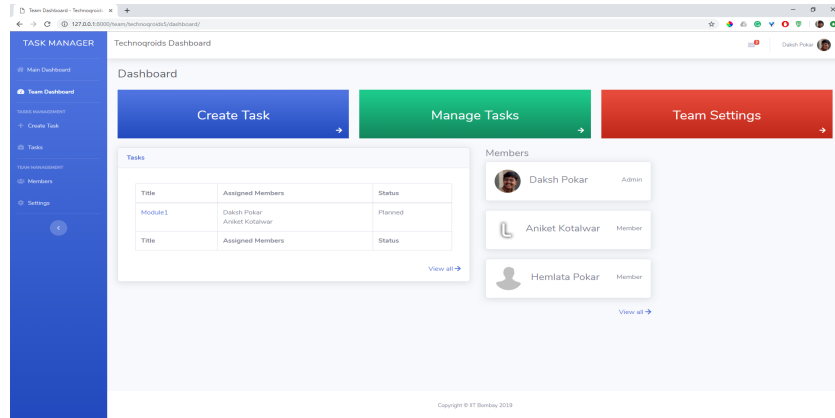 Team Dashboard - Technoqroids
127.0.0.1:8000/team/technoqroids5/dashboard/
TASK MANAGER
Technoqroids Dashboard
Daksh Pokar
Main Dashboard
Team Dashboard
TASKS MANAGEMENT
Create Task
Tasks
TEAM MANAGEMENT
Members
Settings
Dashboard
Create Task
Manage Tasks
Team Settings
Tasks
Title Assigned Members Status
Module1 Daksh Pokar Planned
Aniket Kotalwar
Title Assigned Members Status
View all
Members
Daksh Pokar Admin
L
Aniket Kotalwar Member
Hemlata Pokar Member
View all
Copyright © IIT Bombay 2019